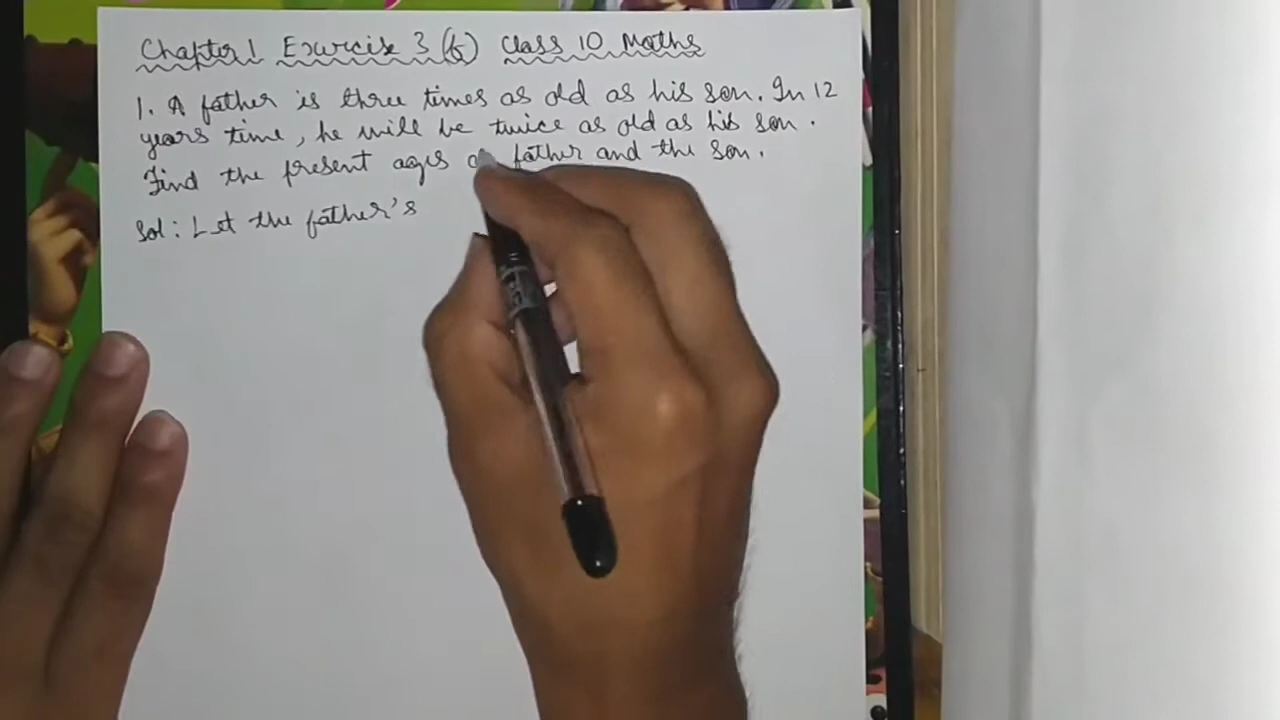 Chapter 1 Exercise 3 (b) Class 10 Maths
1. A father is three times as old as his son. In 12
years time, he will be twice as old as his son.
Find the present ages father and the son.
Sol: Let the father's